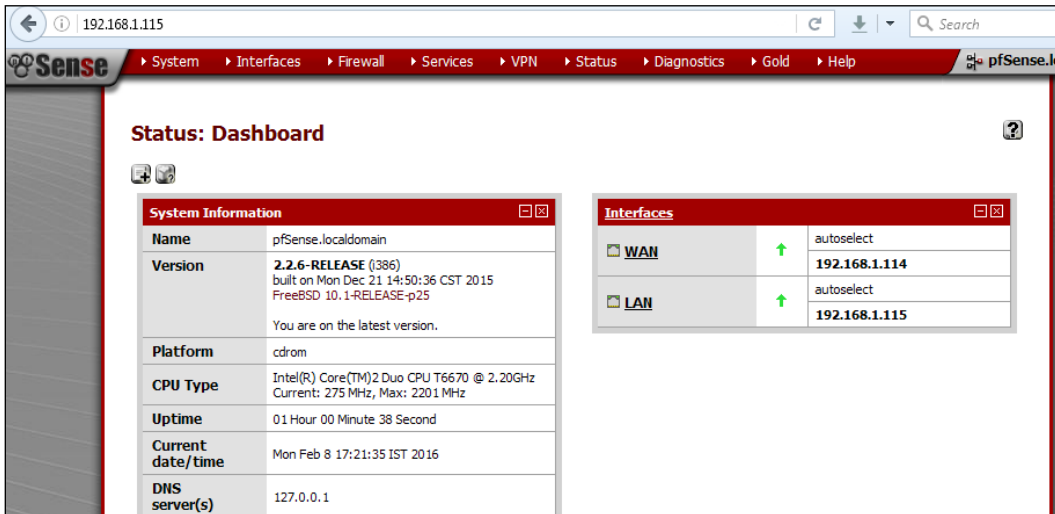 192.168.1.115
Search
Sense
System Interfaces Firewall Services VPN Status Diagnostics Gold Help
pfSense.l
Status: Dashboard
System Information
Name pfSense.localdomain
Version 2.2.6-RELEASE (i386)
built on Mon Dec 21 14:50:36 CST 2015
FreeBSD 10.1-RELEASE-p25
You are on the latest version.
Platform cdrom
CPU Type Intel(R) Core(TM)2 Duo CPU T6670 @ 2.20GHz
Current: 275 MHz, Max: 2201 MHz
Uptime 01 Hour 00 Minute 38 Second
Current
date/time Mon Feb 8 17:21:35 IST 2016
DNS
server(s) 127.0.0.1
Interfaces
WAN autoselect
192.168.1.114
LAN autoselect
192.168.1.115